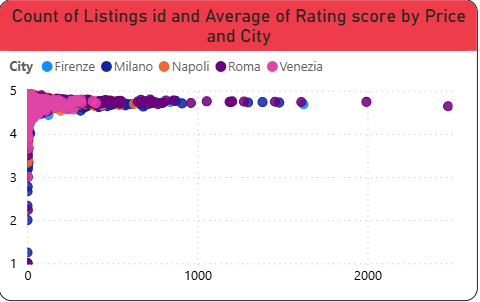 Count of Listings id and Average of Rating score by Price
and City
City Firenze Milano Napoli Roma Venezia
5
4
3
2
1
0 1000 2000